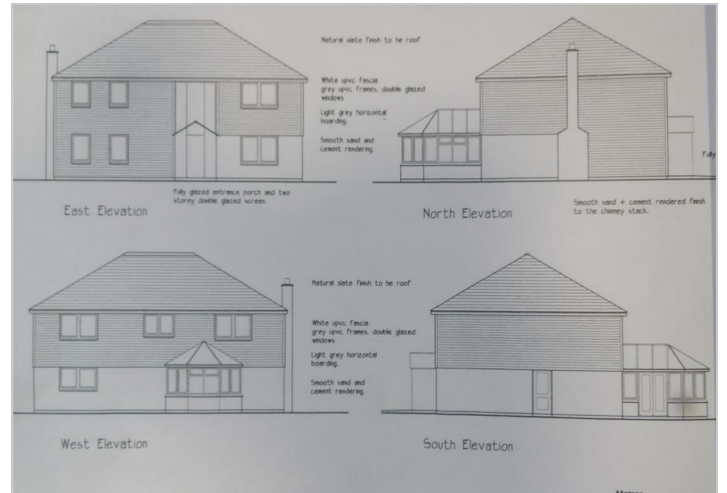 Natural slate finish to he roof
White upvc fascia
grey upvc frames, double glazed
windows
Light grey horizontal
boarding.
Smooth sand and
cement rendering.
Fully
Fully glazed entrance porch and two
storey double glazed screen.
East Elevation
North Elevation
Smooth sand + cement rendered finish
to the chimney stack.
Natural slate finish to he roof
White upvc fascia
grey upvc frames, double glazed
windows
Light grey horizontal
boarding.
Smooth sand and
cement rendering.
West Elevation
South Elevation